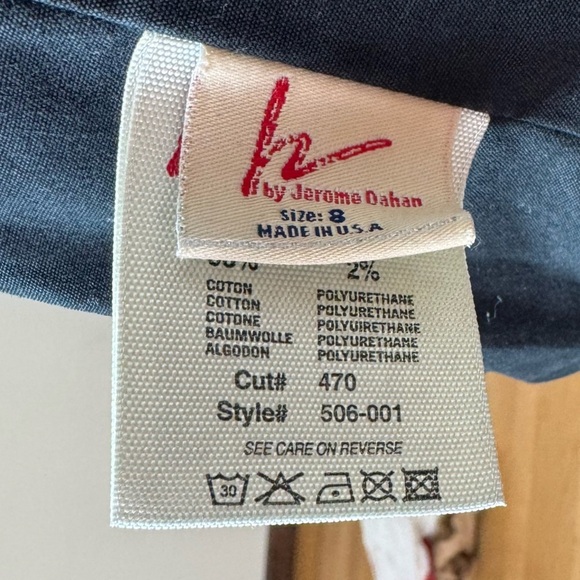 h
by Jerome Dahan
Size: 8
MADE IN U.S.A
2%
COTON POLYURETHANE
COTTON POLYURETHANE
COTONE POLYUIRETHANE
BAUMWOLLE POLYURETHANE
ALGODON POLYURETHANE
Cut# 470
Style# 506-001
SEE CARE ON REVERSE
30